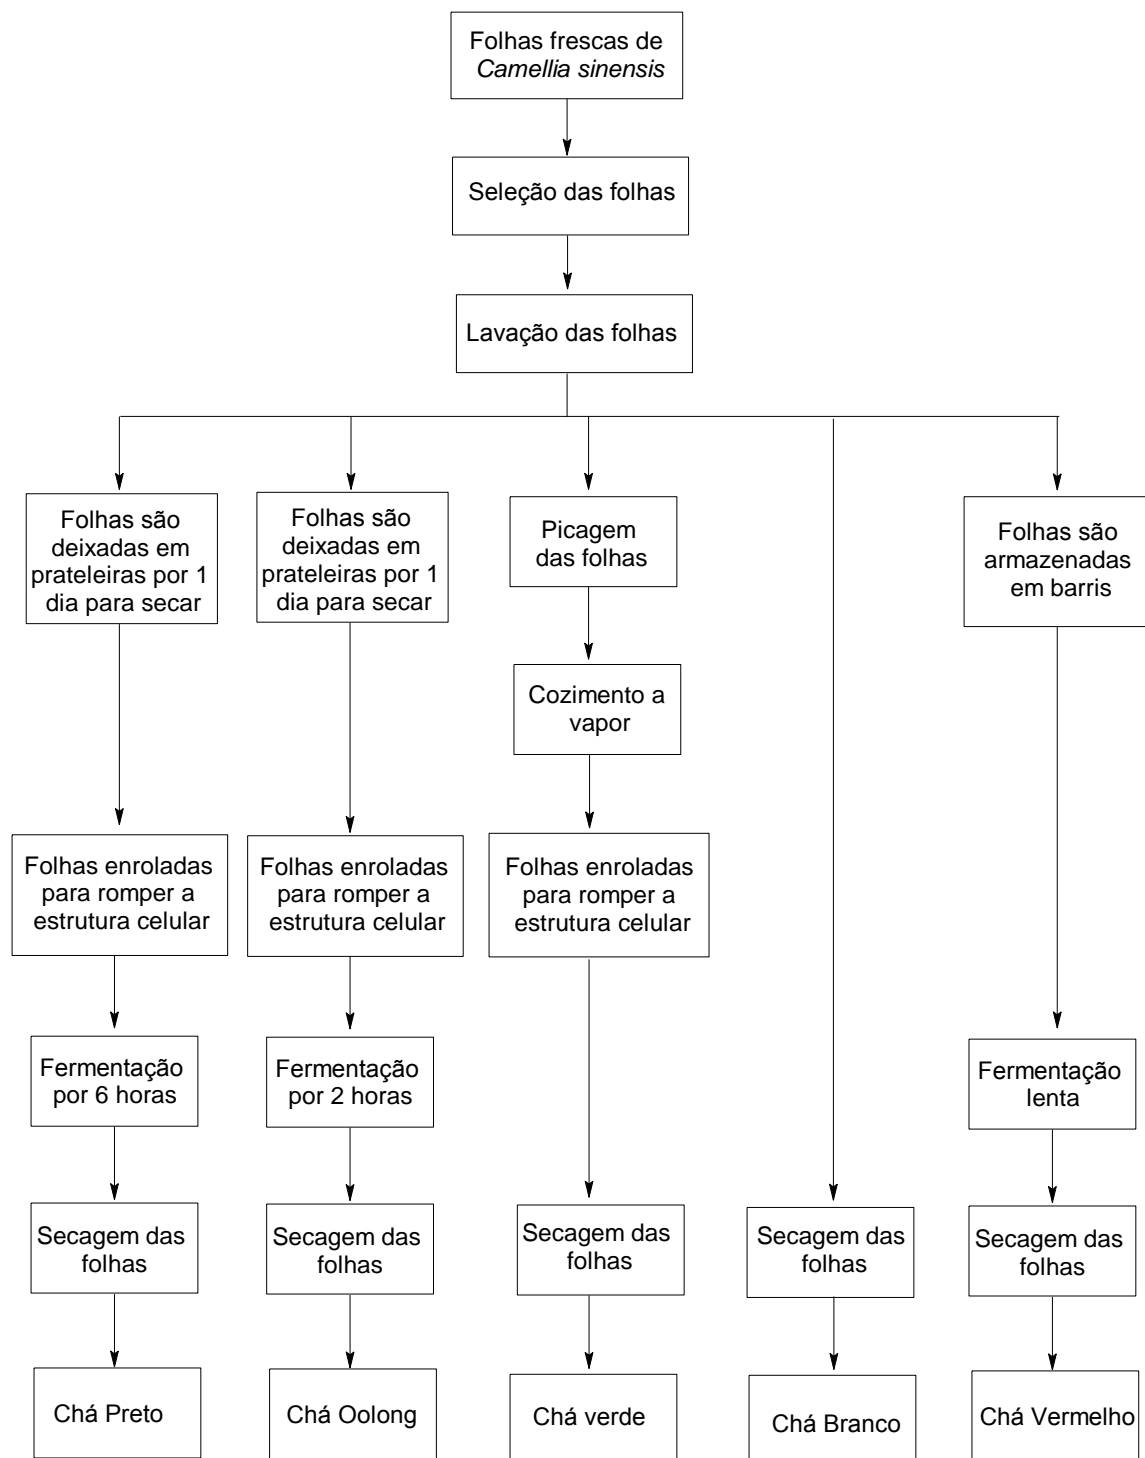 Folhas frescas de
Camellia sinensis
Seleção das folhas
Lavação das folhas
Folhas são
deixadas em
prateleiras por 1
dia para secar
Folhas são
deixadas em
prateleiras por 1
dia para secar
Picagem
das folhas
Folhas são
armazenadas
em barris
Cozimento a
vapor
Folhas enroladas
para romper a
estrutura celular
Folhas enroladas
para romper a
estrutura celular
Folhas enroladas
para romper a
estrutura celular
Fermentação
por 6 horas
Fermentação
por 2 horas
Fermentação
lenta
Secagem das
folhas
Secagem das
folhas
Secagem das
folhas
Secagem das
folhas
Secagem das
folhas
Chá Preto
Chá Oolong
Chá verde
Chá Branco
Chá Vermelho